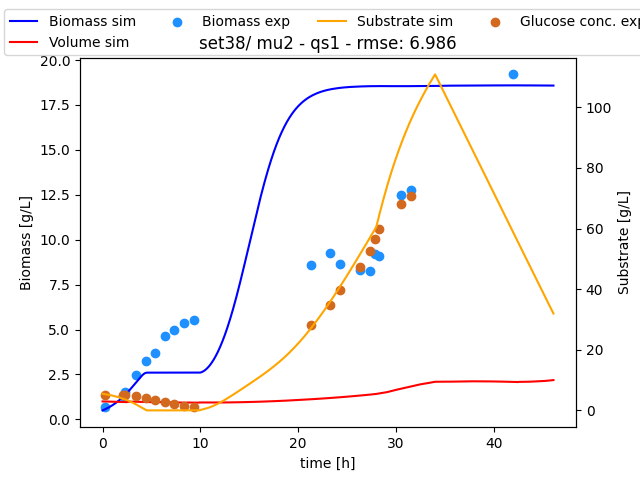 Biomass sim Biomass exp Substrate sim Glucose conc. exp
Volume sim
set38/ mu2 - qs1 - rmse: 6.986
20.0
17.5
15.0
12.5
10.0
7.5
5.0
2.5
0.0
Biomass [g/L]
100
80
60
40
20
0
Substrate [g/L]
0 10 20 30 40
time [h]